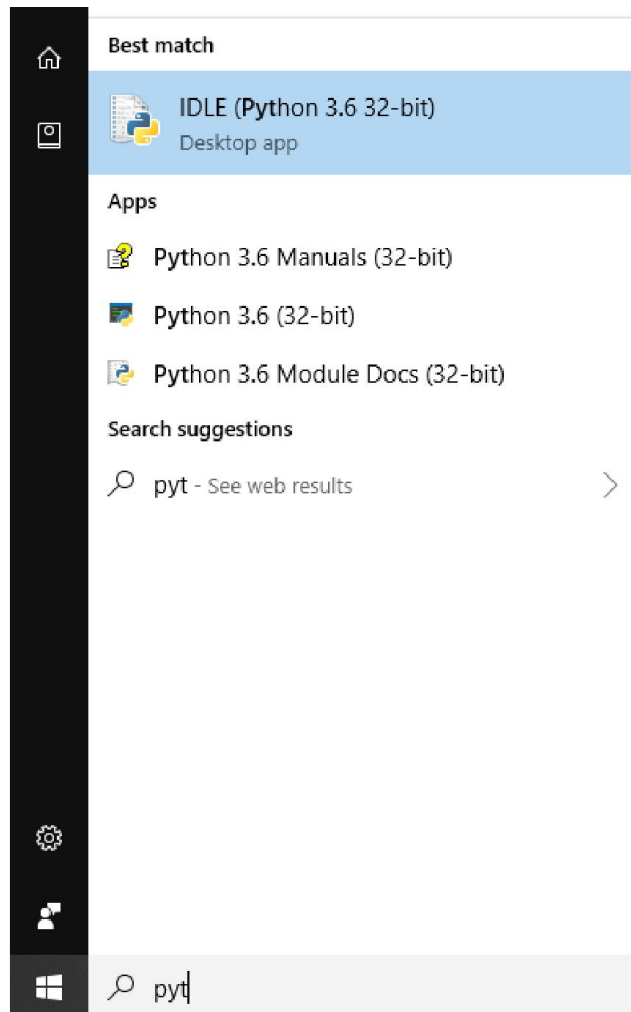 Best match
IDLE (Python 3.6 32-bit)
Desktop app
Apps
Python 3.6 Manuals (32-bit)
Python 3.6 (32-bit)
Python 3.6 Module Docs (32-bit)
Search suggestions
pyt - See web results
pyt